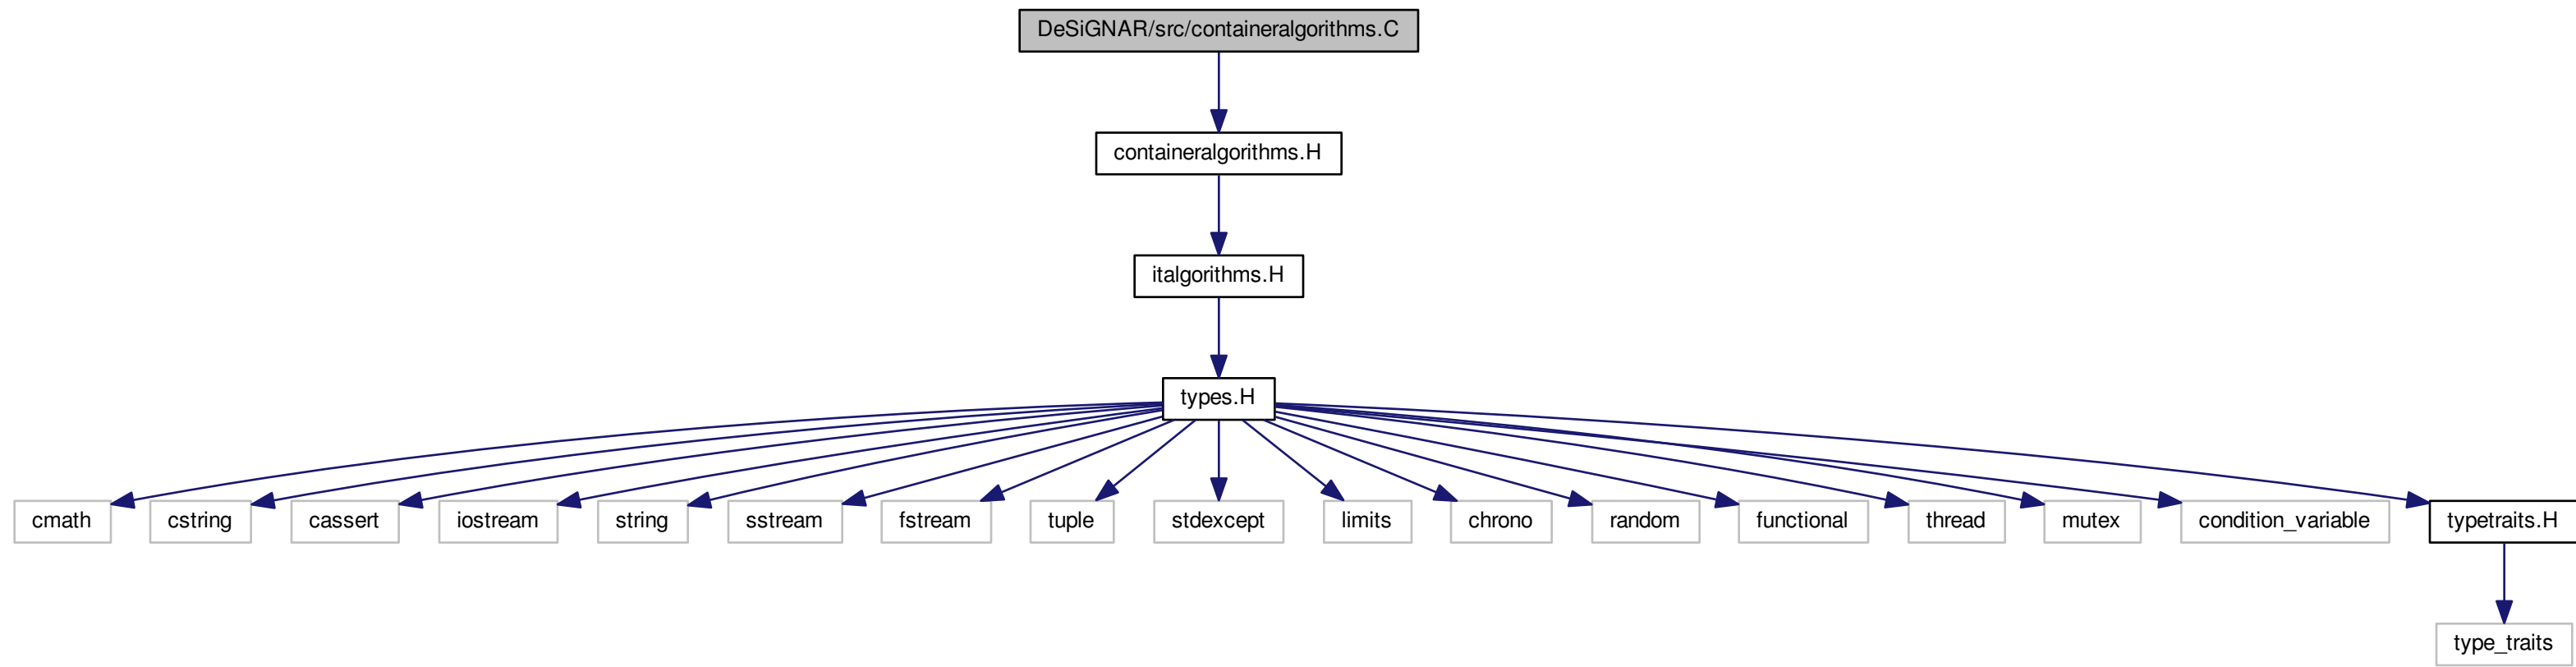 DeSiGNAR/src/containeralgorithms.C
containeralgorithms.H
italgorithms.H
types.H
cmath
cstring
cassert
iostream
string
sstream
fstream
tuple
stdexcept
limits
chrono
random
functional
thread
mutex
condition_variable
typetraits.H
type_traits